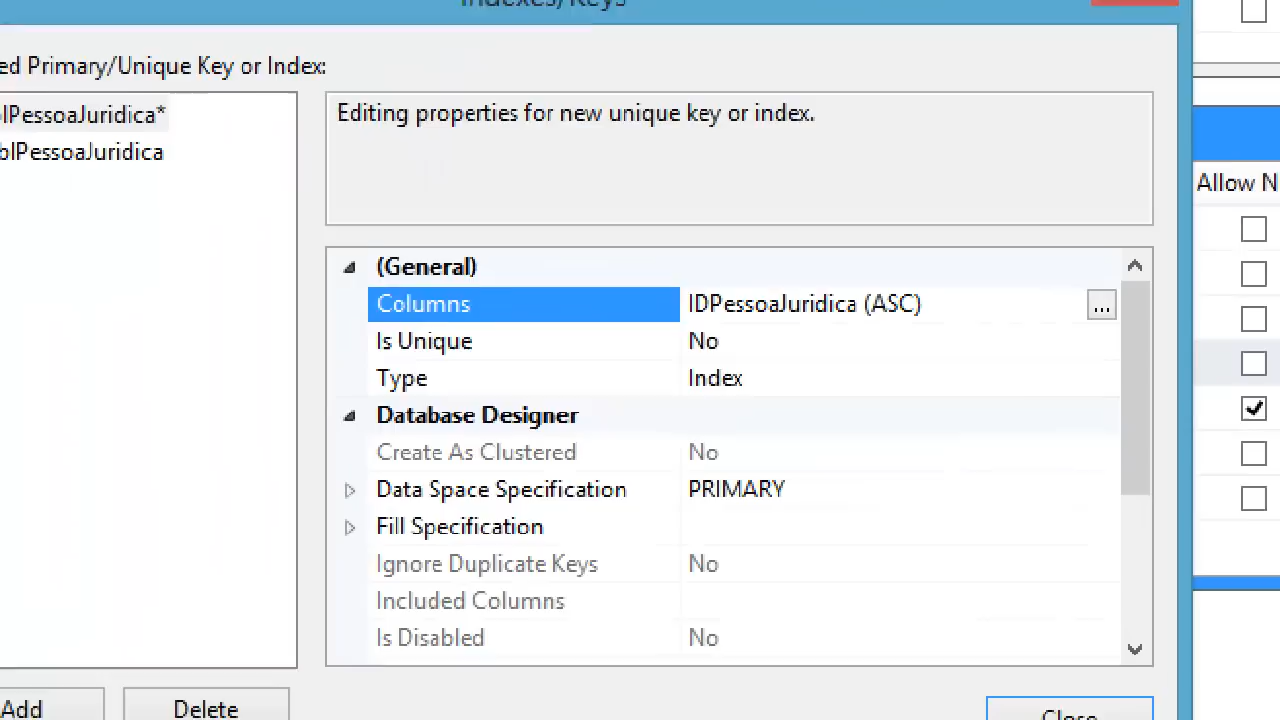 Indexes/Keys
ed Primary/Unique Key or Index:
lPessoaJuridica*
blPessoaJuridica
Editing properties for new unique key or index.
(General)
Columns IDPessoaJuridica (ASC) ...
Is Unique No
Type Index
Database Designer
Create As Clustered No
Data Space Specification PRIMARY
Fill Specification
Ignore Duplicate Keys No
Included Columns
Is Disabled No
Add Delete
Close
Allow N